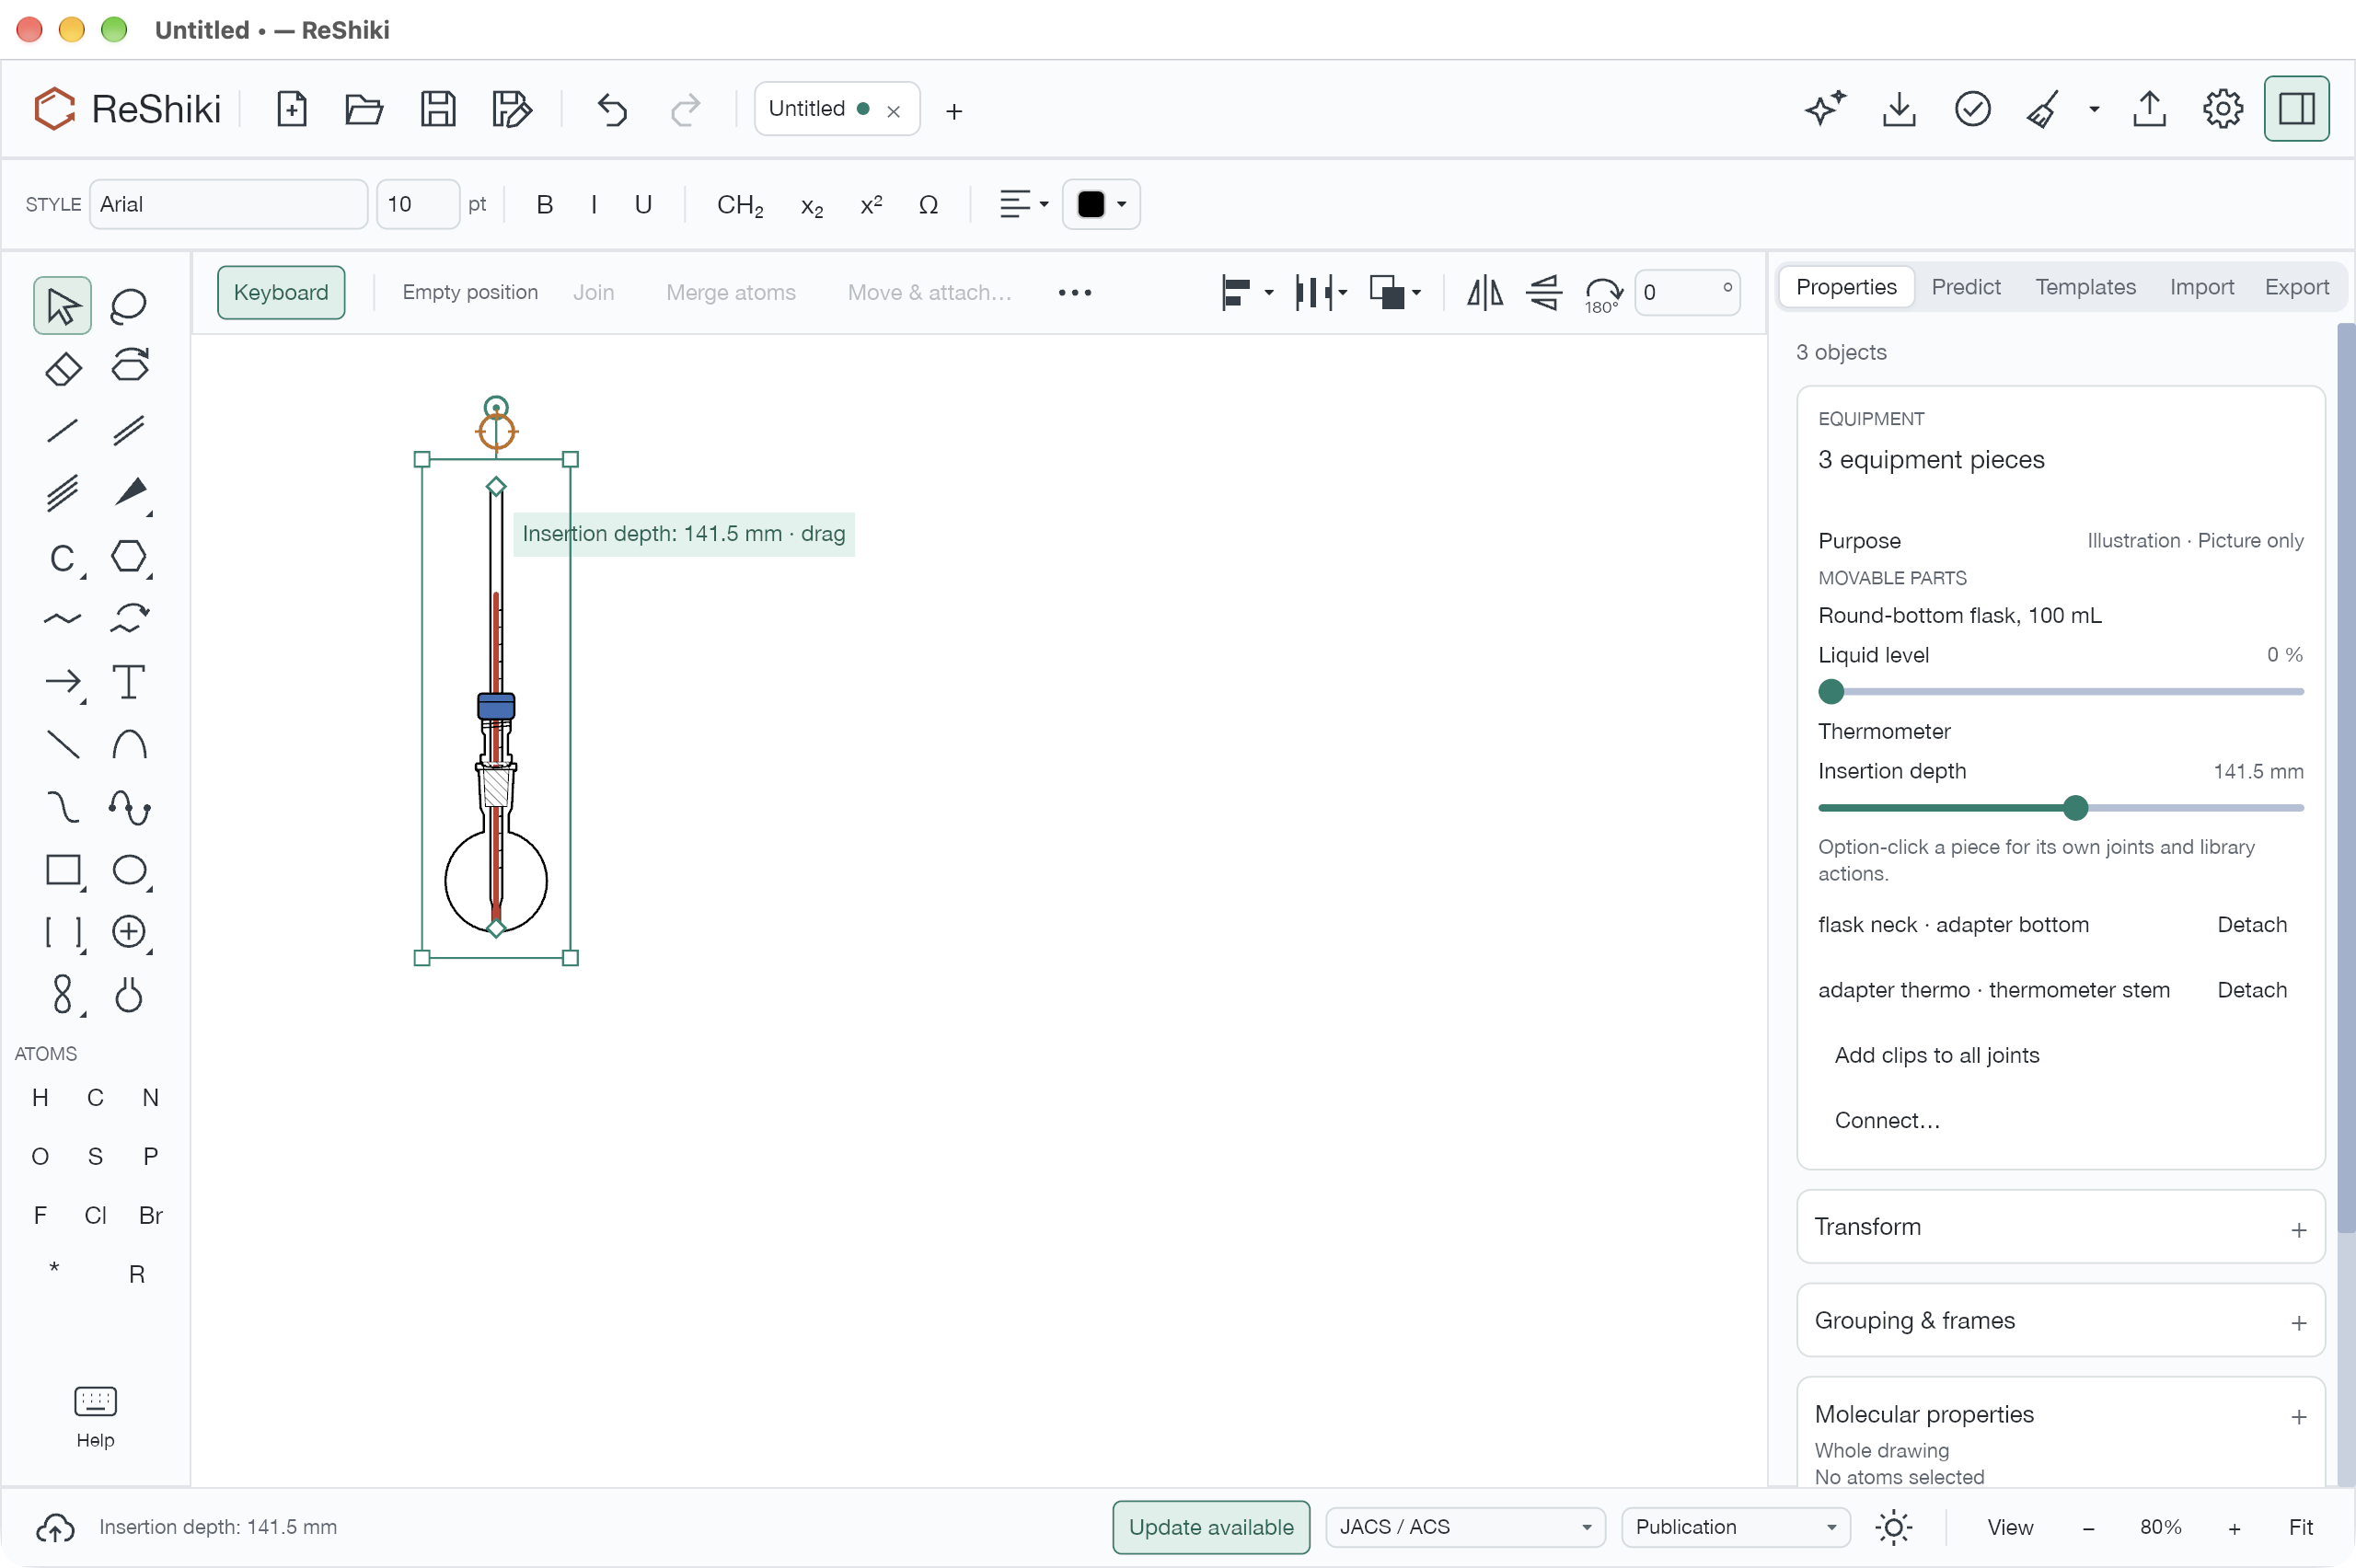 Untitled • — ReShiki
ReShiki
Untitled
STYLE Arial 10 pt B I U CH₂ x₂ x² Ω
Keyboard Empty position Join Merge atoms Move & attach… 180° 0 °
Properties Predict Templates Import Export
3 objects
EQUIPMENT
3 equipment pieces
Purpose Illustration · Picture only
MOVABLE PARTS
Round-bottom flask, 100 mL
Liquid level 0 %
Thermometer
Insertion depth 141.5 mm
Option-click a piece for its own joints and library
actions.
flask neck · adapter bottom Detach
adapter thermo · thermometer stem Detach
Add clips to all joints
Connect…
Transform +
Grouping & frames +
Molecular properties +
Whole drawing
No atoms selected
Insertion depth: 141.5 mm · drag
C
T
ATOMS
H C N
O S P
F Cl Br
* R
Help
Insertion depth: 141.5 mm
Update available JACS / ACS Publication View – 80% + Fit